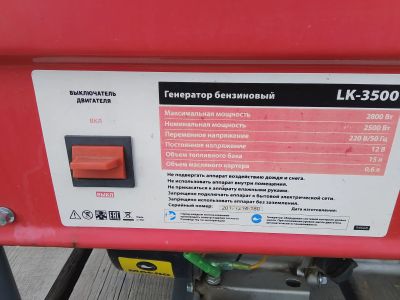 ВЫКЛЮЧАТЕЛЬ
ДВИГАТЕЛЯ
ВКЛ
ВЫКЛ
Генератор бензиновый LK-3500
Максимальная мощность 2800 Вт
Номинальная мощность 2500 Вт
Переменное напряжение 220 В/50 Гц
Постоянное напряжение 12 В
Объем топливного бака 15 л
Объем масляного картера 0,6 л
Не подвергать аппарат воздействию дождя и снега.
Не использовать аппарат внутри помещения.
Не прикасаться к аппарату влажными руками.
Запрещено подключать аппарат к бытовой электрической сети.
Запрещено использовать аппарат без заземления.
Серийный номер: Дата изготовления: